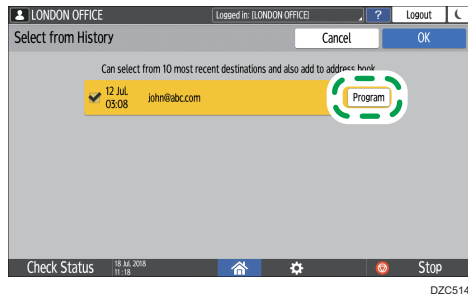 LONDON OFFICE Logged in: [LONDON OFFICE] ? Logout
Select from History Cancel OK
Can select from 10 most recent destinations and also add to address book.
12 Jul. 03:08 john@abc.com Program
Check Status 18 Jul. 2018 11:18 Stop
DZC514